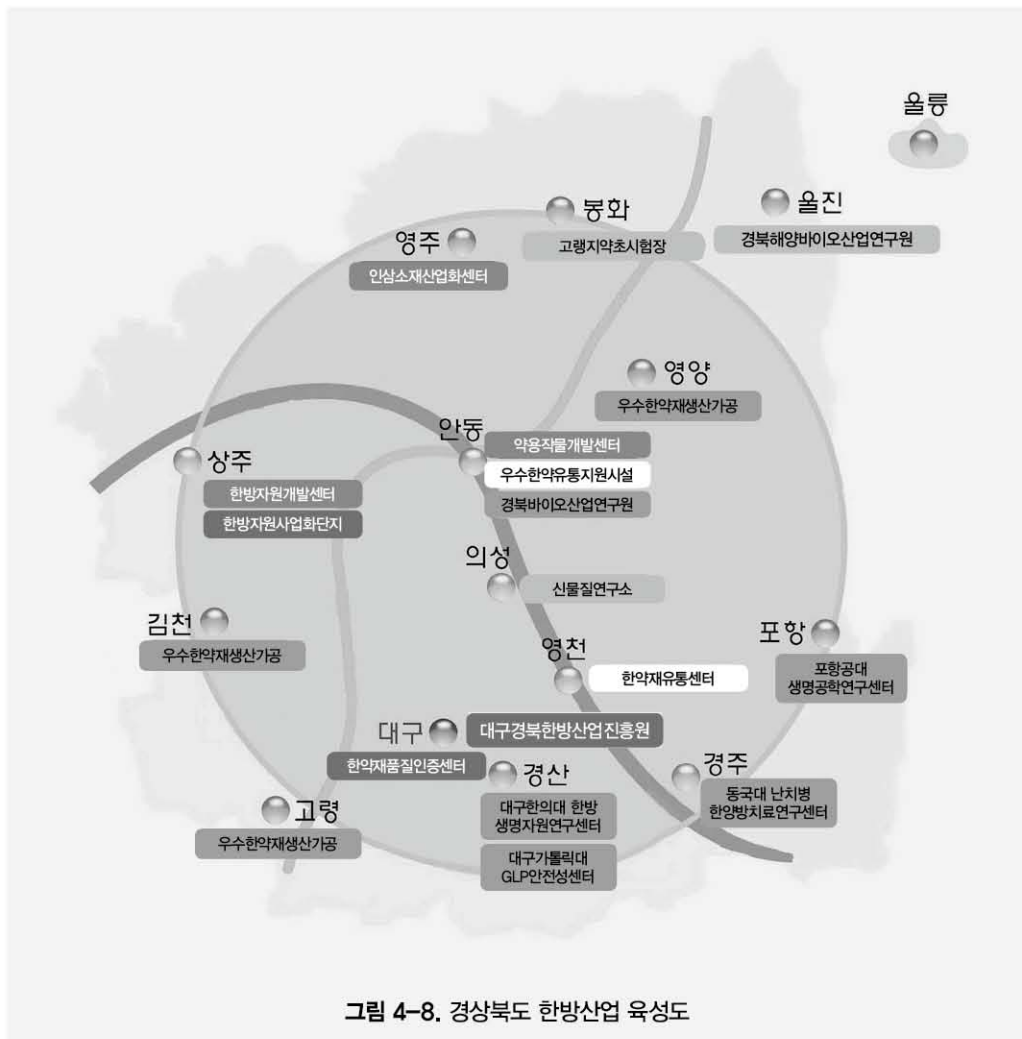 울릉
봉화
고랭지약초시험장
울진
경북해양바이오산업연구원
영주
인삼소재산업화센터
영양
우수한약재생산가공
안동
약용작물개발센터
우수한약유통지원시설
경북바이오산업연구원
상주
한방자원개발센터
한방자원사업화단지
의성
신물질연구소
김천
우수한약재생산가공
영천
한약재유통센터
포항
포항공대
생명공학연구센터
대구
대구경북한방산업진흥원
한약재품질인증센터
경산
대구한의대 한방
생명자원연구센터
대구가톨릭대
GLP안전성센터
경주
동국대 난치병
한양방치료연구센터
고령
우수한약재생산가공
그림 4-8. 경상북도 한방산업 육성도